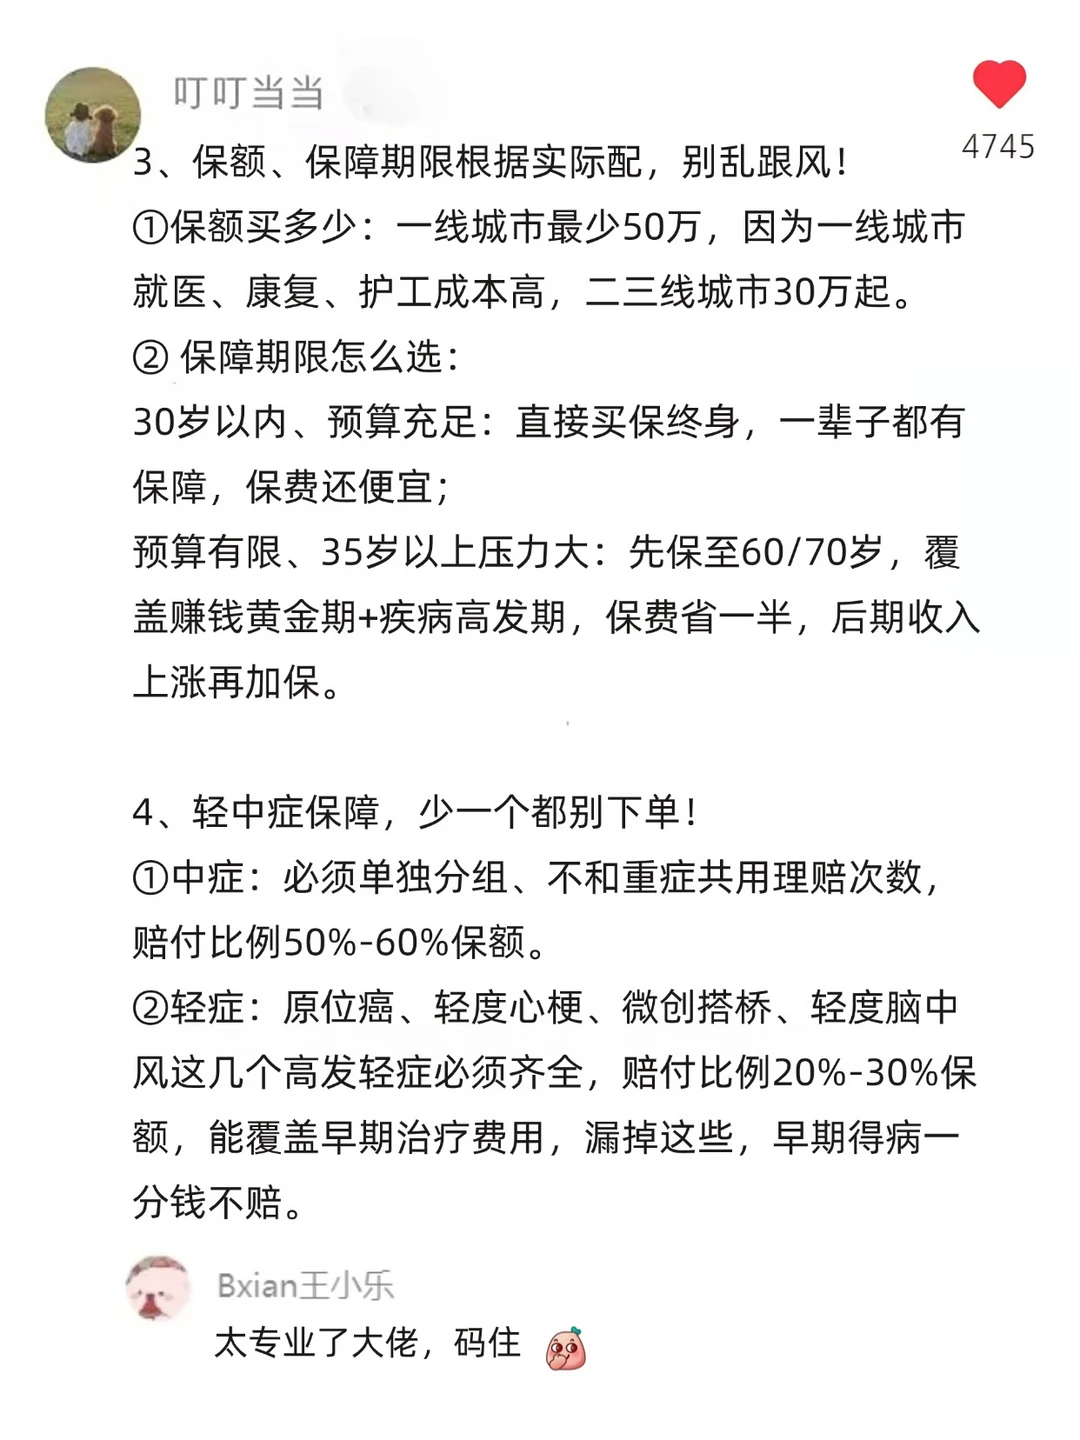 叮叮当当
4745
3、保额、保障期限根据实际配，别乱跟风！
①保额买多少：一线城市最少50万，因为一线城市
就医、康复、护工成本高，二三线城市30万起。
② 保障期限怎么选：
30岁以内、预算充足：直接买保终身，一辈子都有
保障，保费还便宜；
预算有限、35岁以上压力大：先保至60/70岁，覆
盖赚钱黄金期+疾病高发期，保费省一半，后期收入
上涨再加保。
4、轻中症保障，少一个都别下单！
①中症：必须单独分组、不和重症共用理赔次数，
赔付比例50%-60%保额。
②轻症：原位癌、轻度心梗、微创搭桥、轻度脑中
风这几个高发轻症必须齐全，赔付比例20%-30%保
额，能覆盖早期治疗费用，漏掉这些，早期得病一
分钱不赔。
Bxian王小乐
太专业了大佬，码住